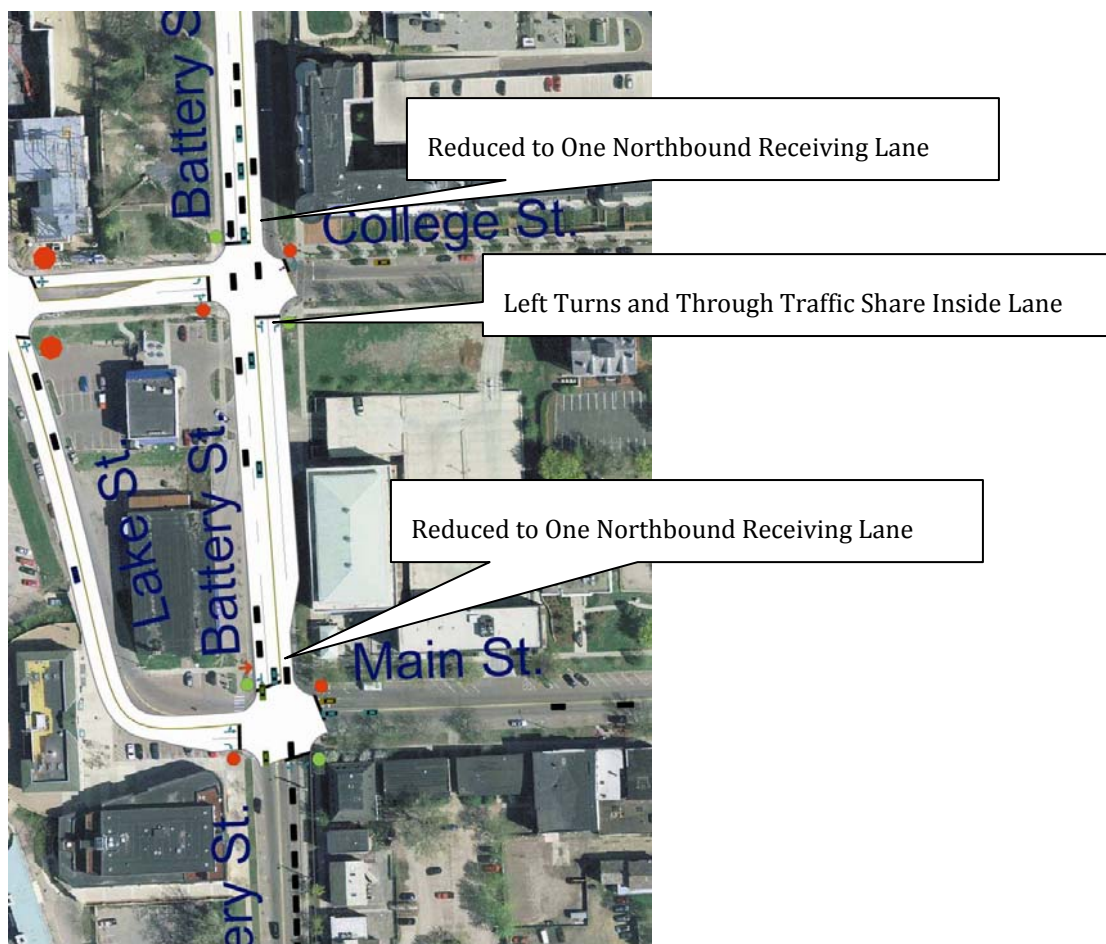 Battery S
Reduced to One Northbound Receiving Lane
College St.
Left Turns and Through Traffic Share Inside Lane
Lake St.
Battery St.
Reduced to One Northbound Receiving Lane
Main St.
ery St.